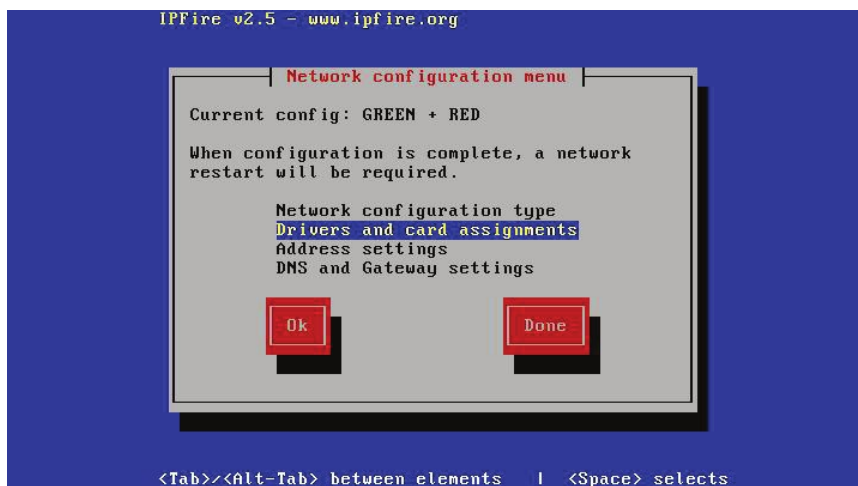 IPFire v2.5 - www.ipfire.org
Network configuration menu
Current config: GREEN + RED
When configuration is complete, a network
restart will be required.
Network configuration type
Drivers and card assignments
Address settings
DNS and Gateway settings
Ok
Done
<Tab>/<Alt-Tab> between elements | <Space> selects